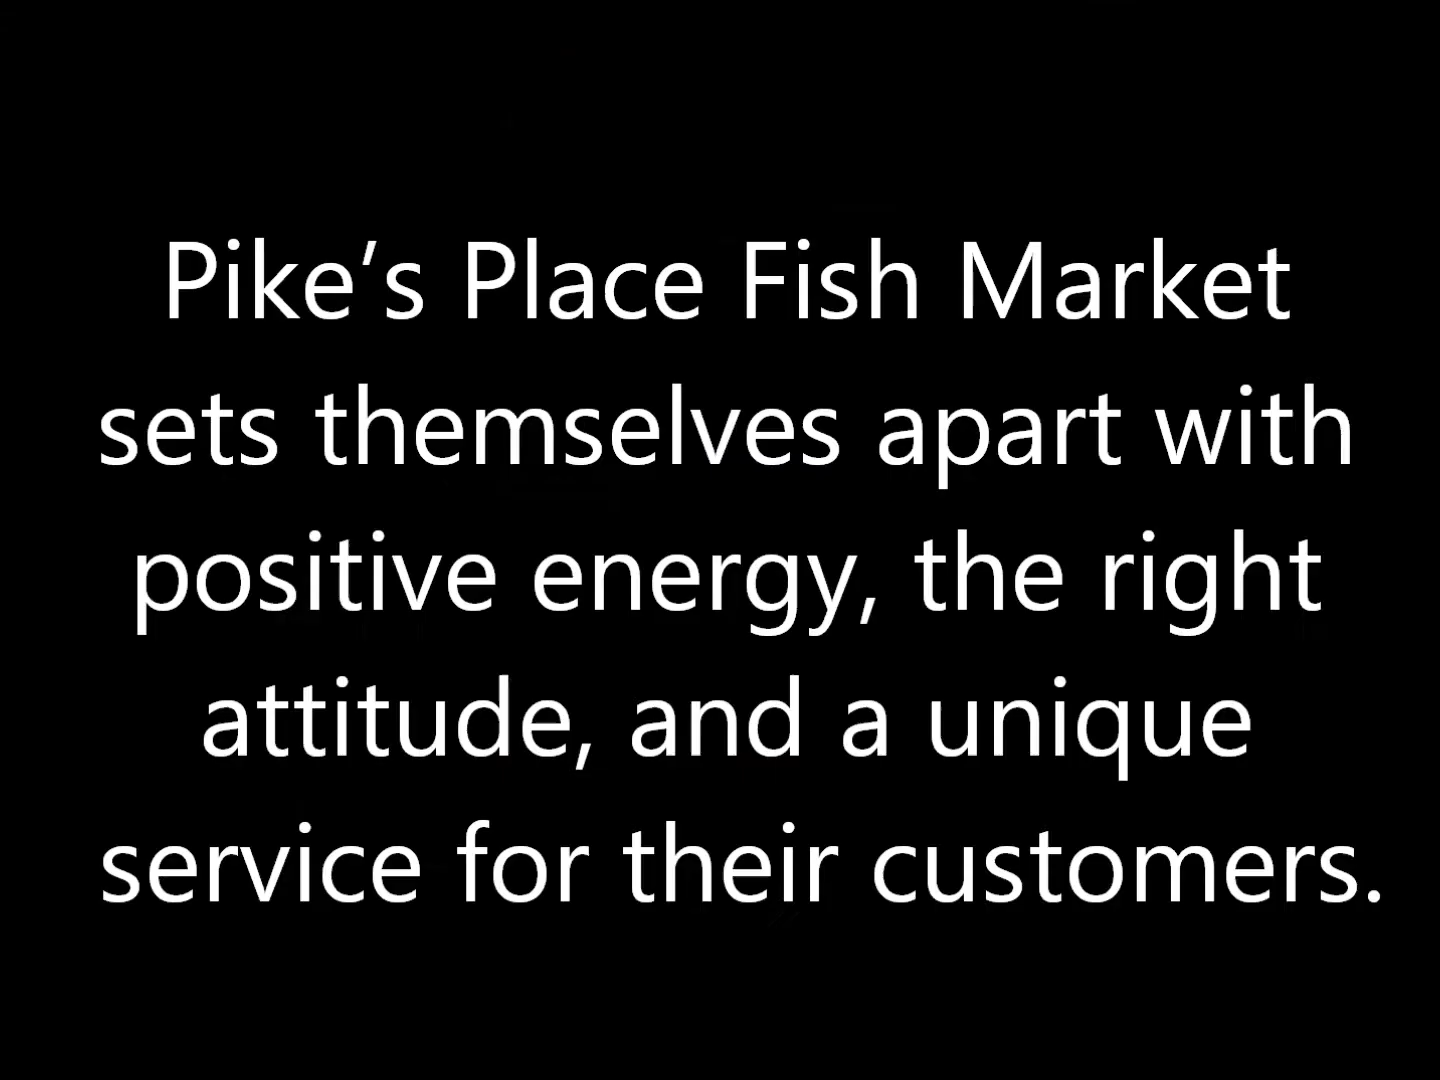 Pike’s Place Fish Market
sets themselves apart with
positive energy, the right
attitude, and a unique
service for their customers.